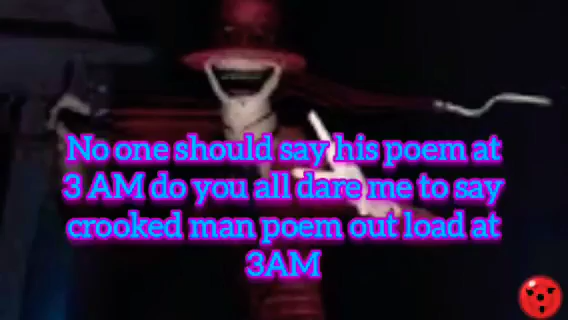 No one should say his poem at
3 AM do you all dare me to say
crooked man poem out load at
3AM